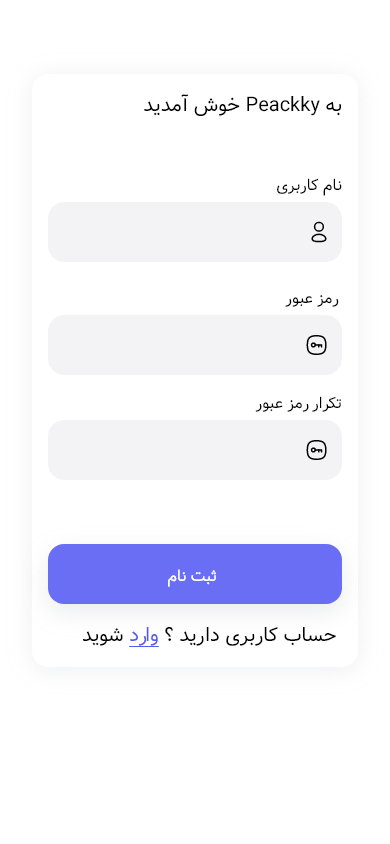 به Peackky خوش آمدید
نام کاربری
رمز عبور
تکرار رمز عبور
ثبت نام
حساب کاربری دارید ؟ وارد شوید